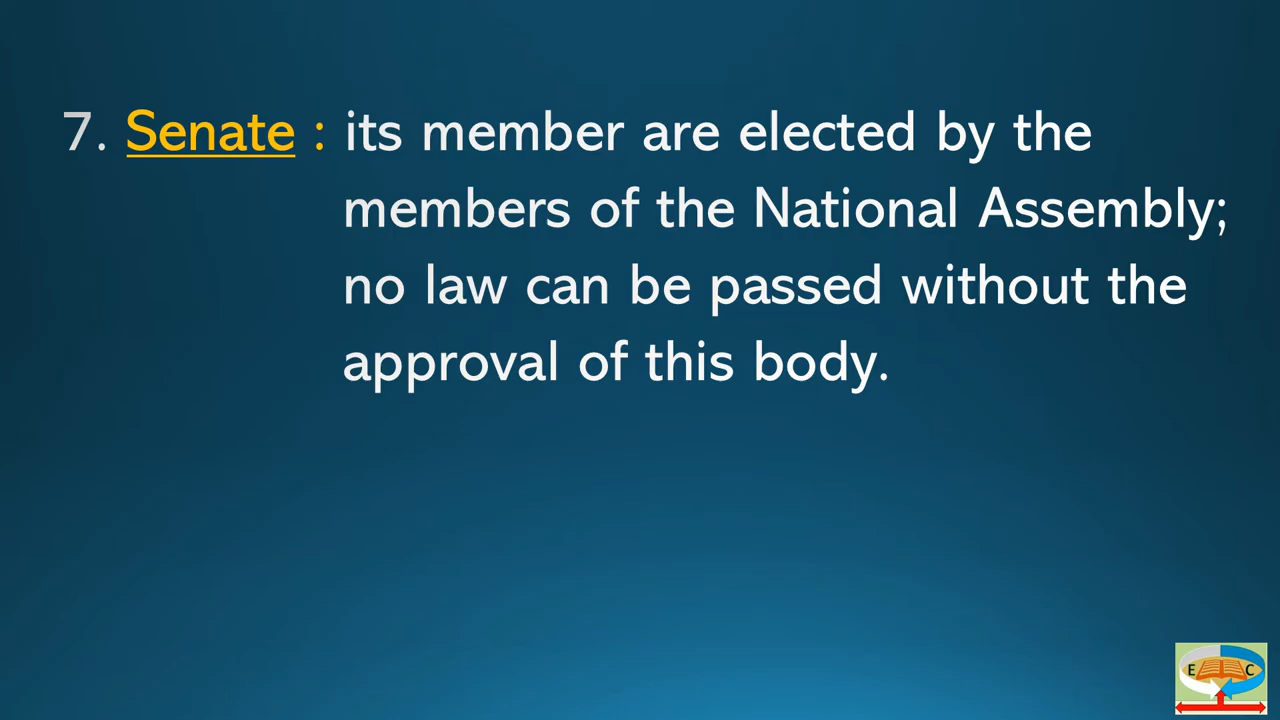 7. Senate : its member are elected by the
members of the National Assembly;
no law can be passed without the
approval of this body.
E C